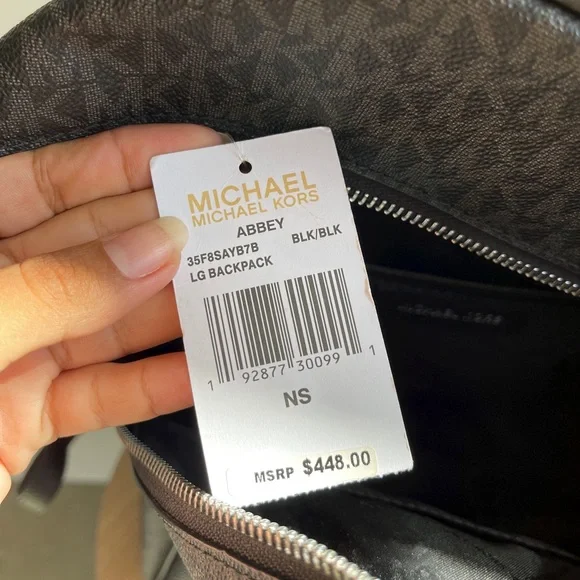 MICHAEL
MICHAEL KORS
ABBEY
35F8SAYB7B BLK/BLK
LG BACKPACK
1 92877 30099 1
NS
MSRP $448.00